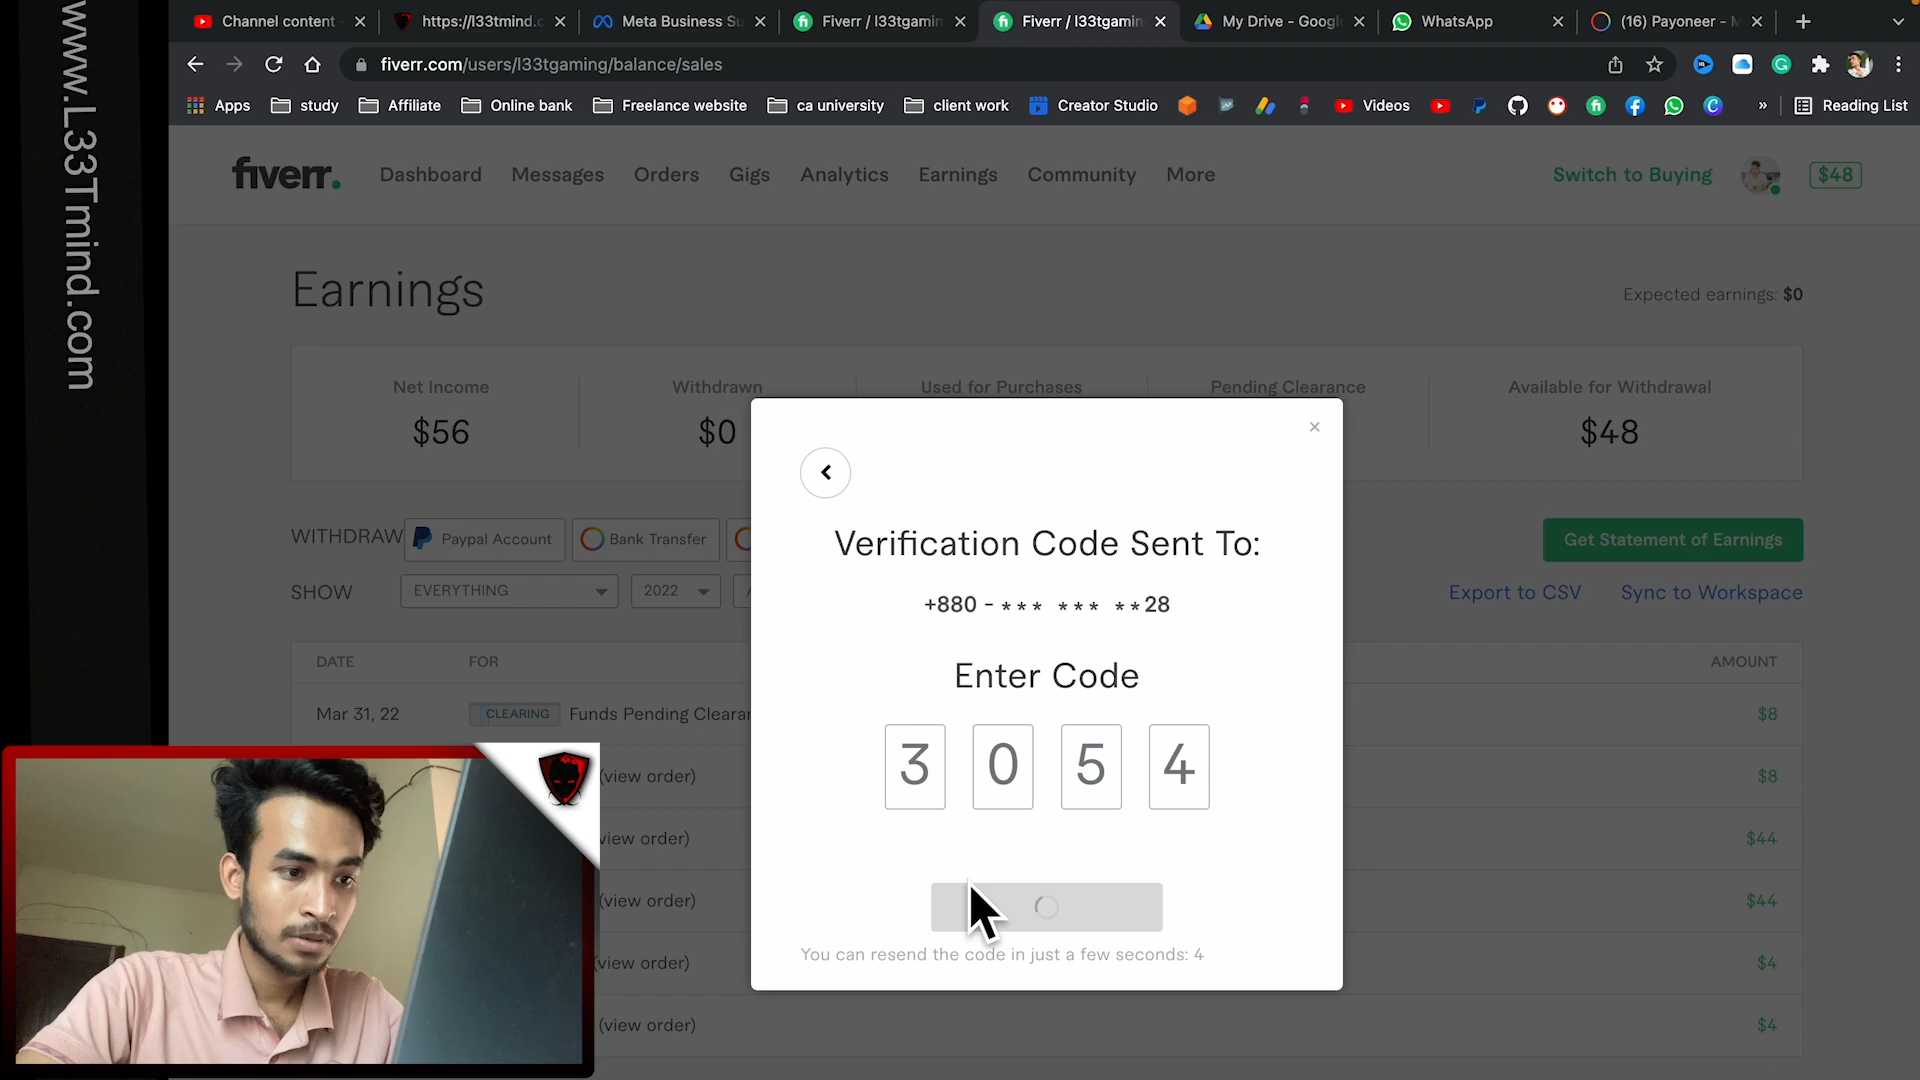 www.L33Tmind.com
Channel content
https://l33tmind.c
Meta Business Su
Fiverr / l33tgamin
Fiverr / l33tgamin
My Drive - Googl
WhatsApp
(16) Payoneer - M
fiverr.com/users/l33tgaming/balance/sales
Apps
study
Affiliate
Online bank
Freelance website
ca university
client work
Creator Studio
Videos
»
Reading List
fiverr.
Dashboard
Messages
Orders
Gigs
Analytics
Earnings
Community
More
Switch to Buying
$48
Earnings
Expected earnings: $0
Net Income
Withdrawn
Used for Purchases
Pending Clearance
Available for Withdrawal
$56
$0
$48
WITHDRAW
Paypal Account
Bank Transfer
Get Statement of Earnings
SHOW
EVERYTHING
2022
Export to CSV
Sync to Workspace
DATE
FOR
AMOUNT
Mar 31, 22
CLEARING
Funds Pending Clearan
$8
(view order)
$8
view order)
$44
(view order)
$44
(view order)
$4
(view order)
$4
Verification Code Sent To:
+880 - *** *** **28
Enter Code
3 0 5 4
You can resend the code in just a few seconds: 4